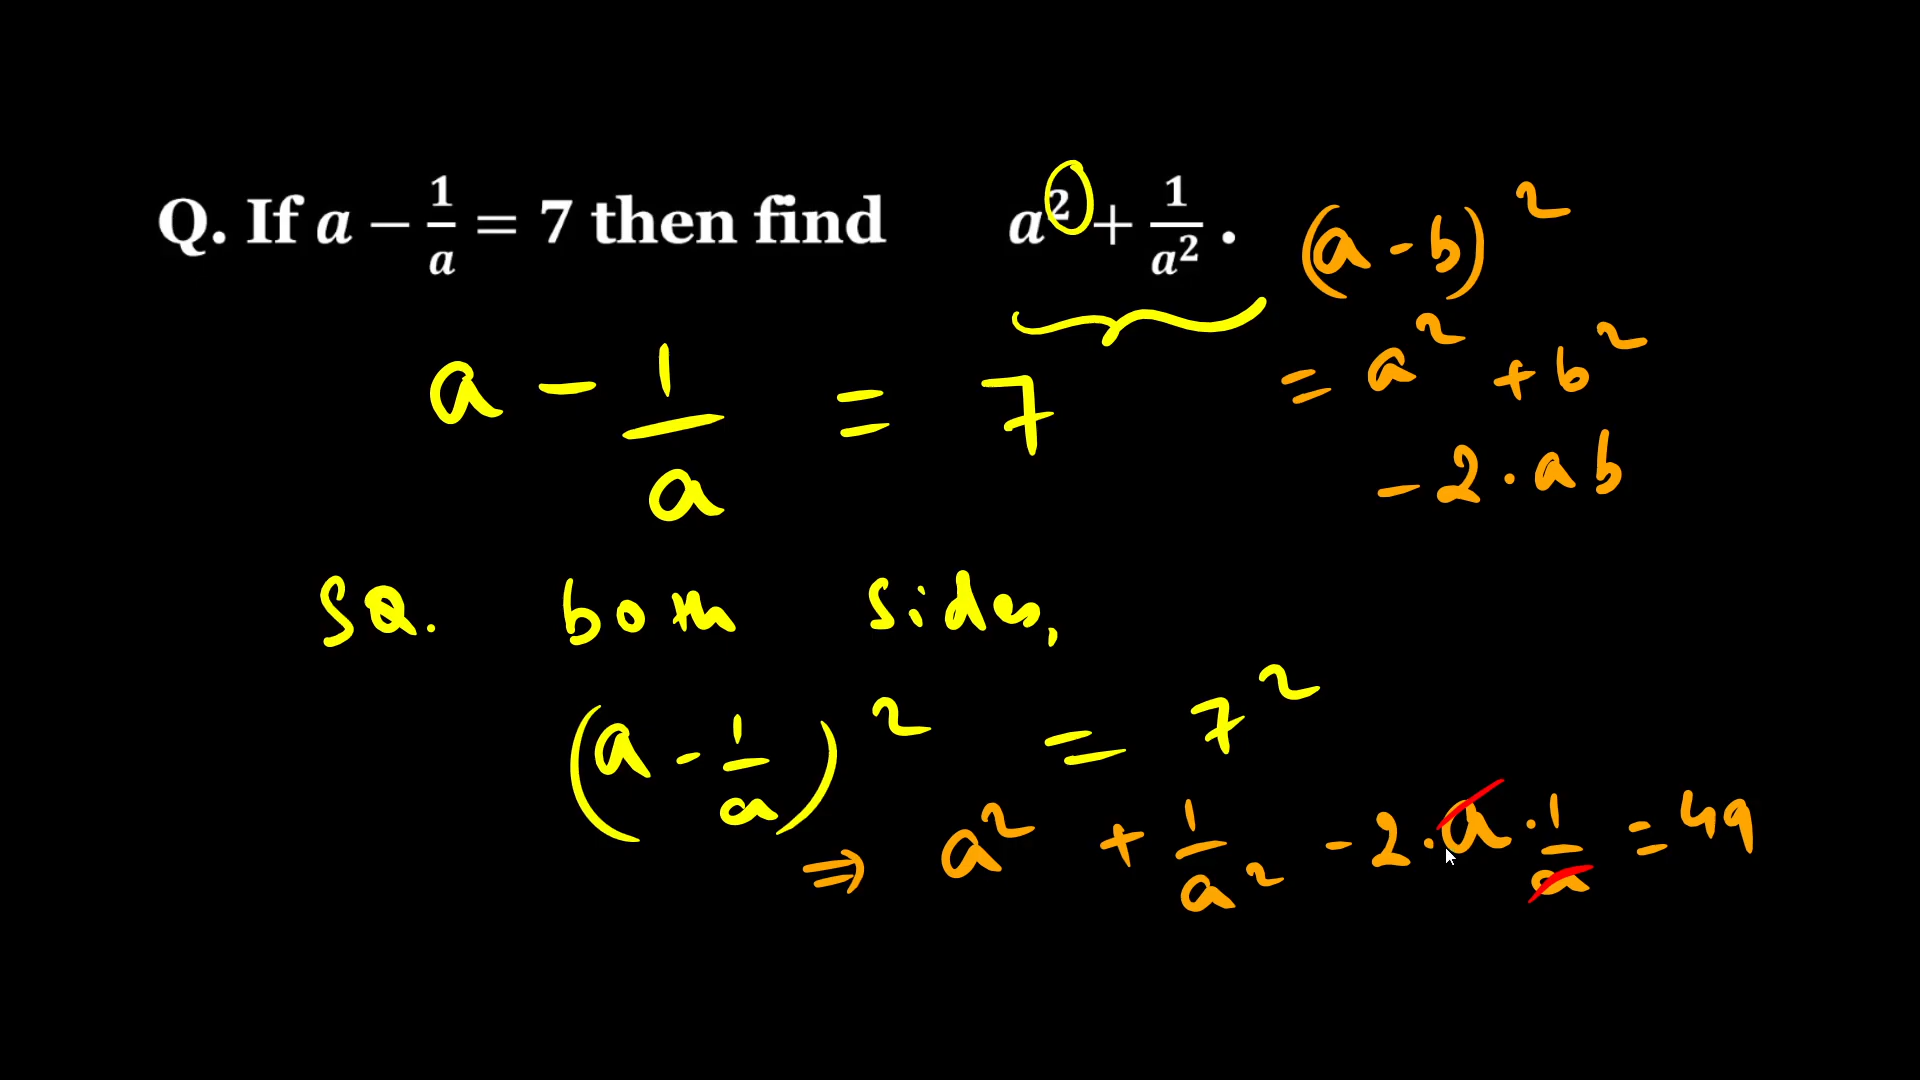 Q. If a − 1/a = 7 then find a² + 1/a² .
(a - b)²
= a² + b²
- 2 · ab
a − 1/a = 7
SQ. both sides,
(a - 1/a)² = 7²
⇒ a² + 1/a² - 2 · a · 1/a = 49